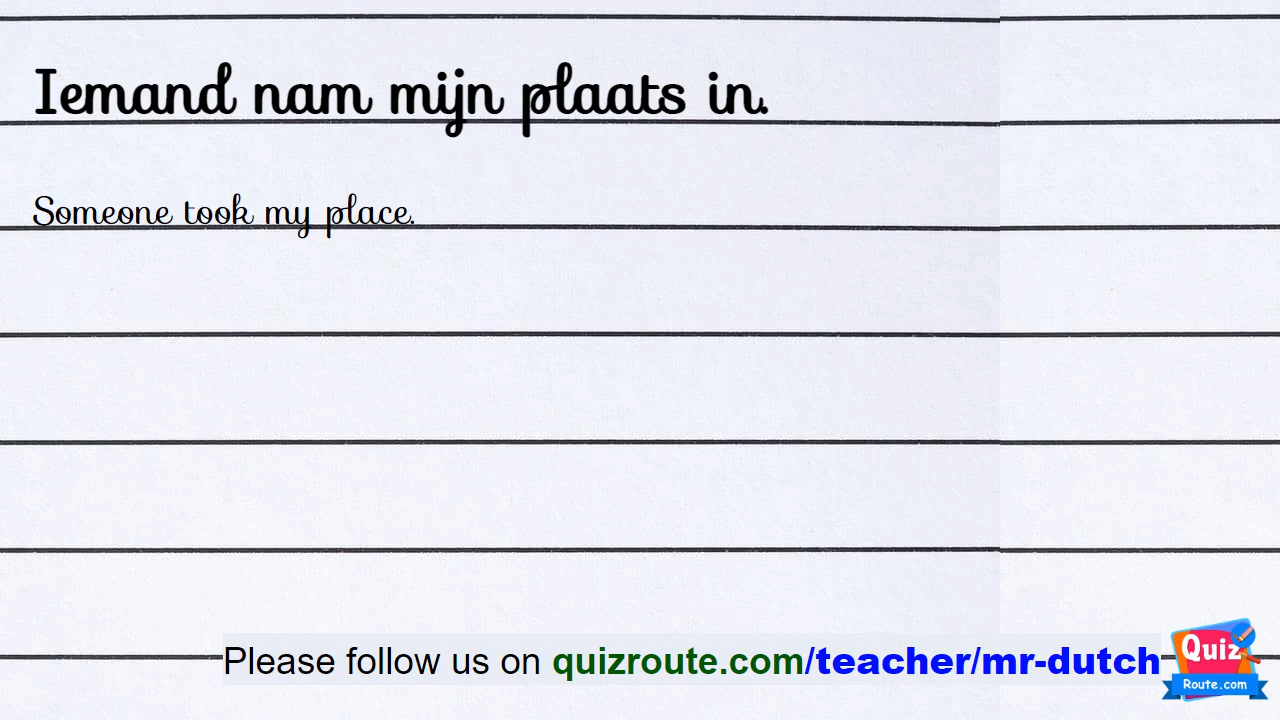 Iemand nam mijn plaats in.
Someone took my place.
Please follow us on quizroute.com/teacher/mr-dutch
Quiz
Route.com